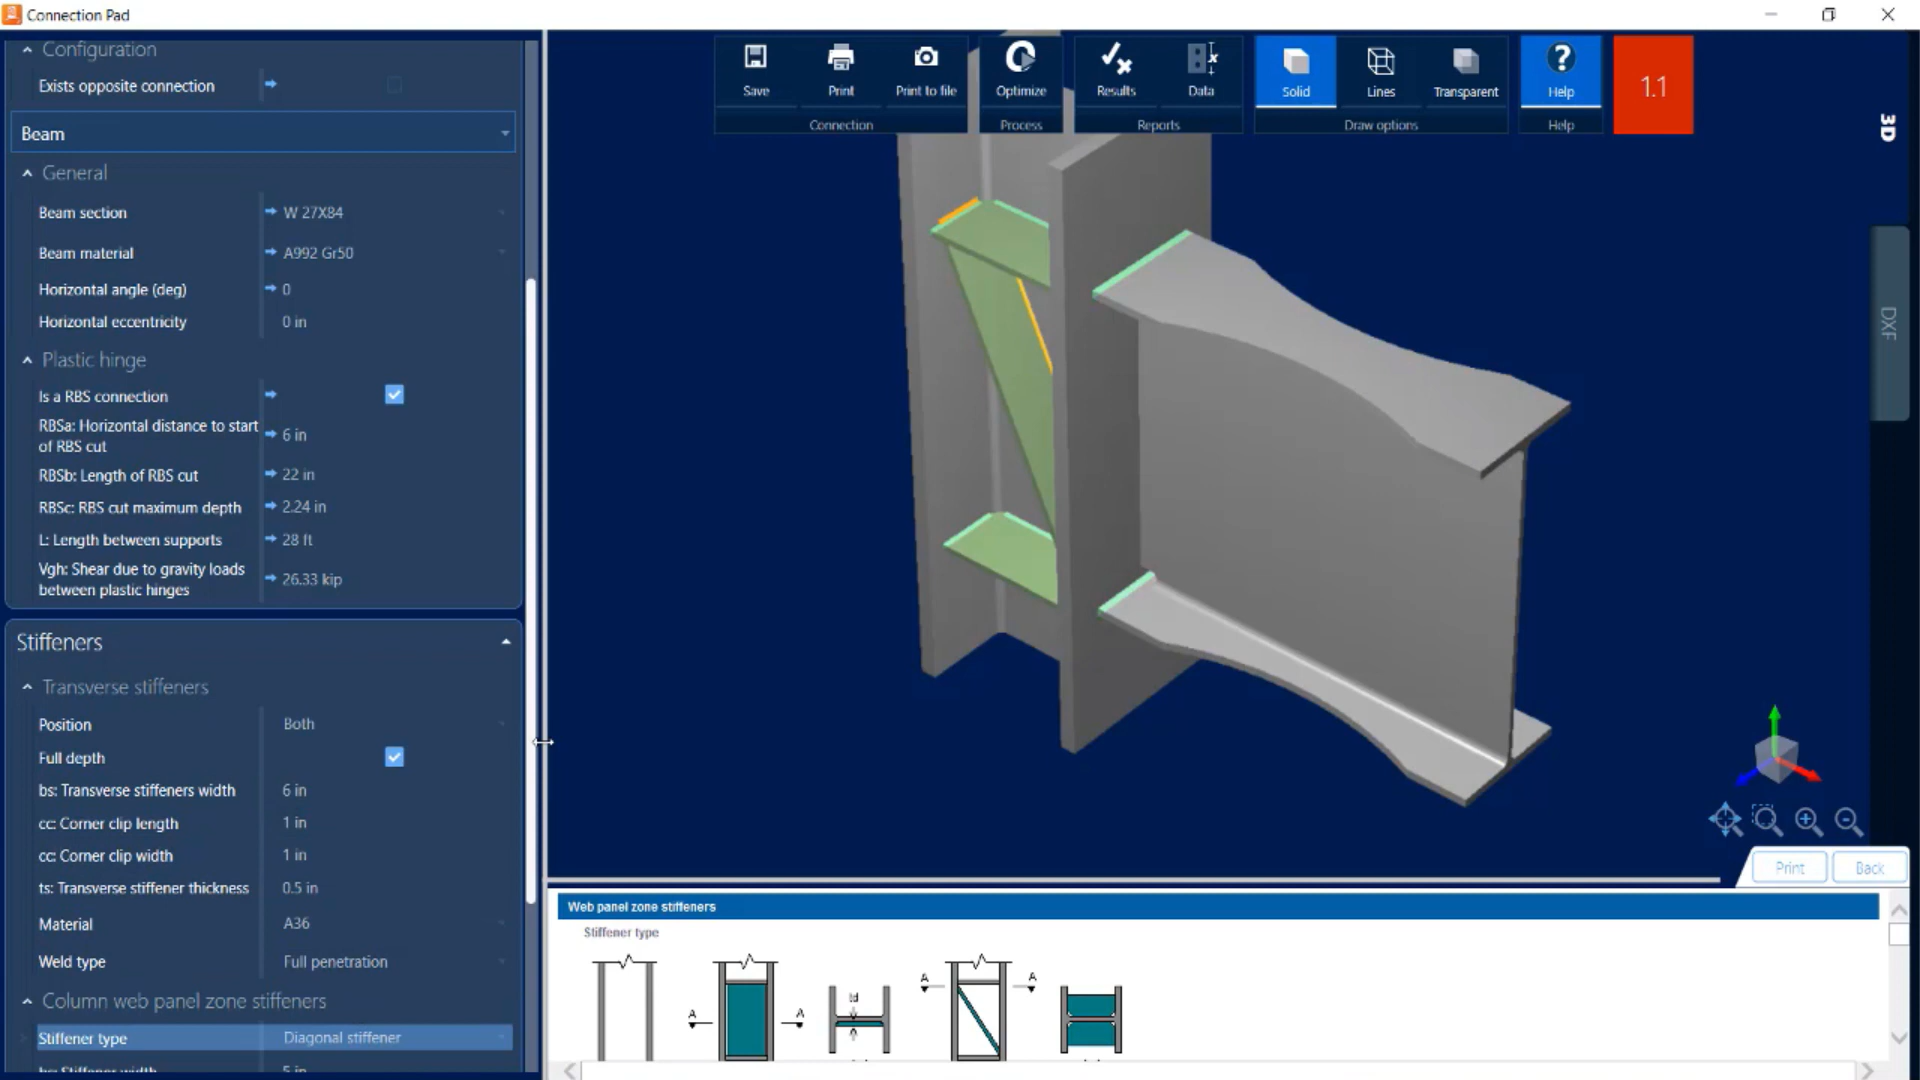 Connection Pad
Configuration
Exists opposite connection
Beam
General
Beam section W 27X84
Beam material A992 Gr50
Horizontal angle (deg) 0
Horizontal eccentricity 0 in
Plastic hinge
Is a RBS connection
RBSa: Horizontal distance to start
of RBS cut 6 in
RBSb: Length of RBS cut 22 in
RBSc: RBS cut maximum depth 2.24 in
L: Length between supports 28 ft
Vgh: Shear due to gravity loads
between plastic hinges 26.33 kip
Stiffeners
Transverse stiffeners
Position Both
Full depth
bs: Transverse stiffeners width 6 in
cc: Corner clip length 1 in
cc: Corner clip width 1 in
ts: Transverse stiffener thickness 0.5 in
Material A36
Weld type Full penetration
Column web panel zone stiffeners
Stiffener type Diagonal stiffener
Stiffener width 5 in
Save Print Print to file Optimize Results Data Solid Lines Transparent Help 1.1
Connection Process Reports Draw options Help
3D
DXF
Print Back
Web panel zone stiffeners
Stiffener type
A A
td
A A